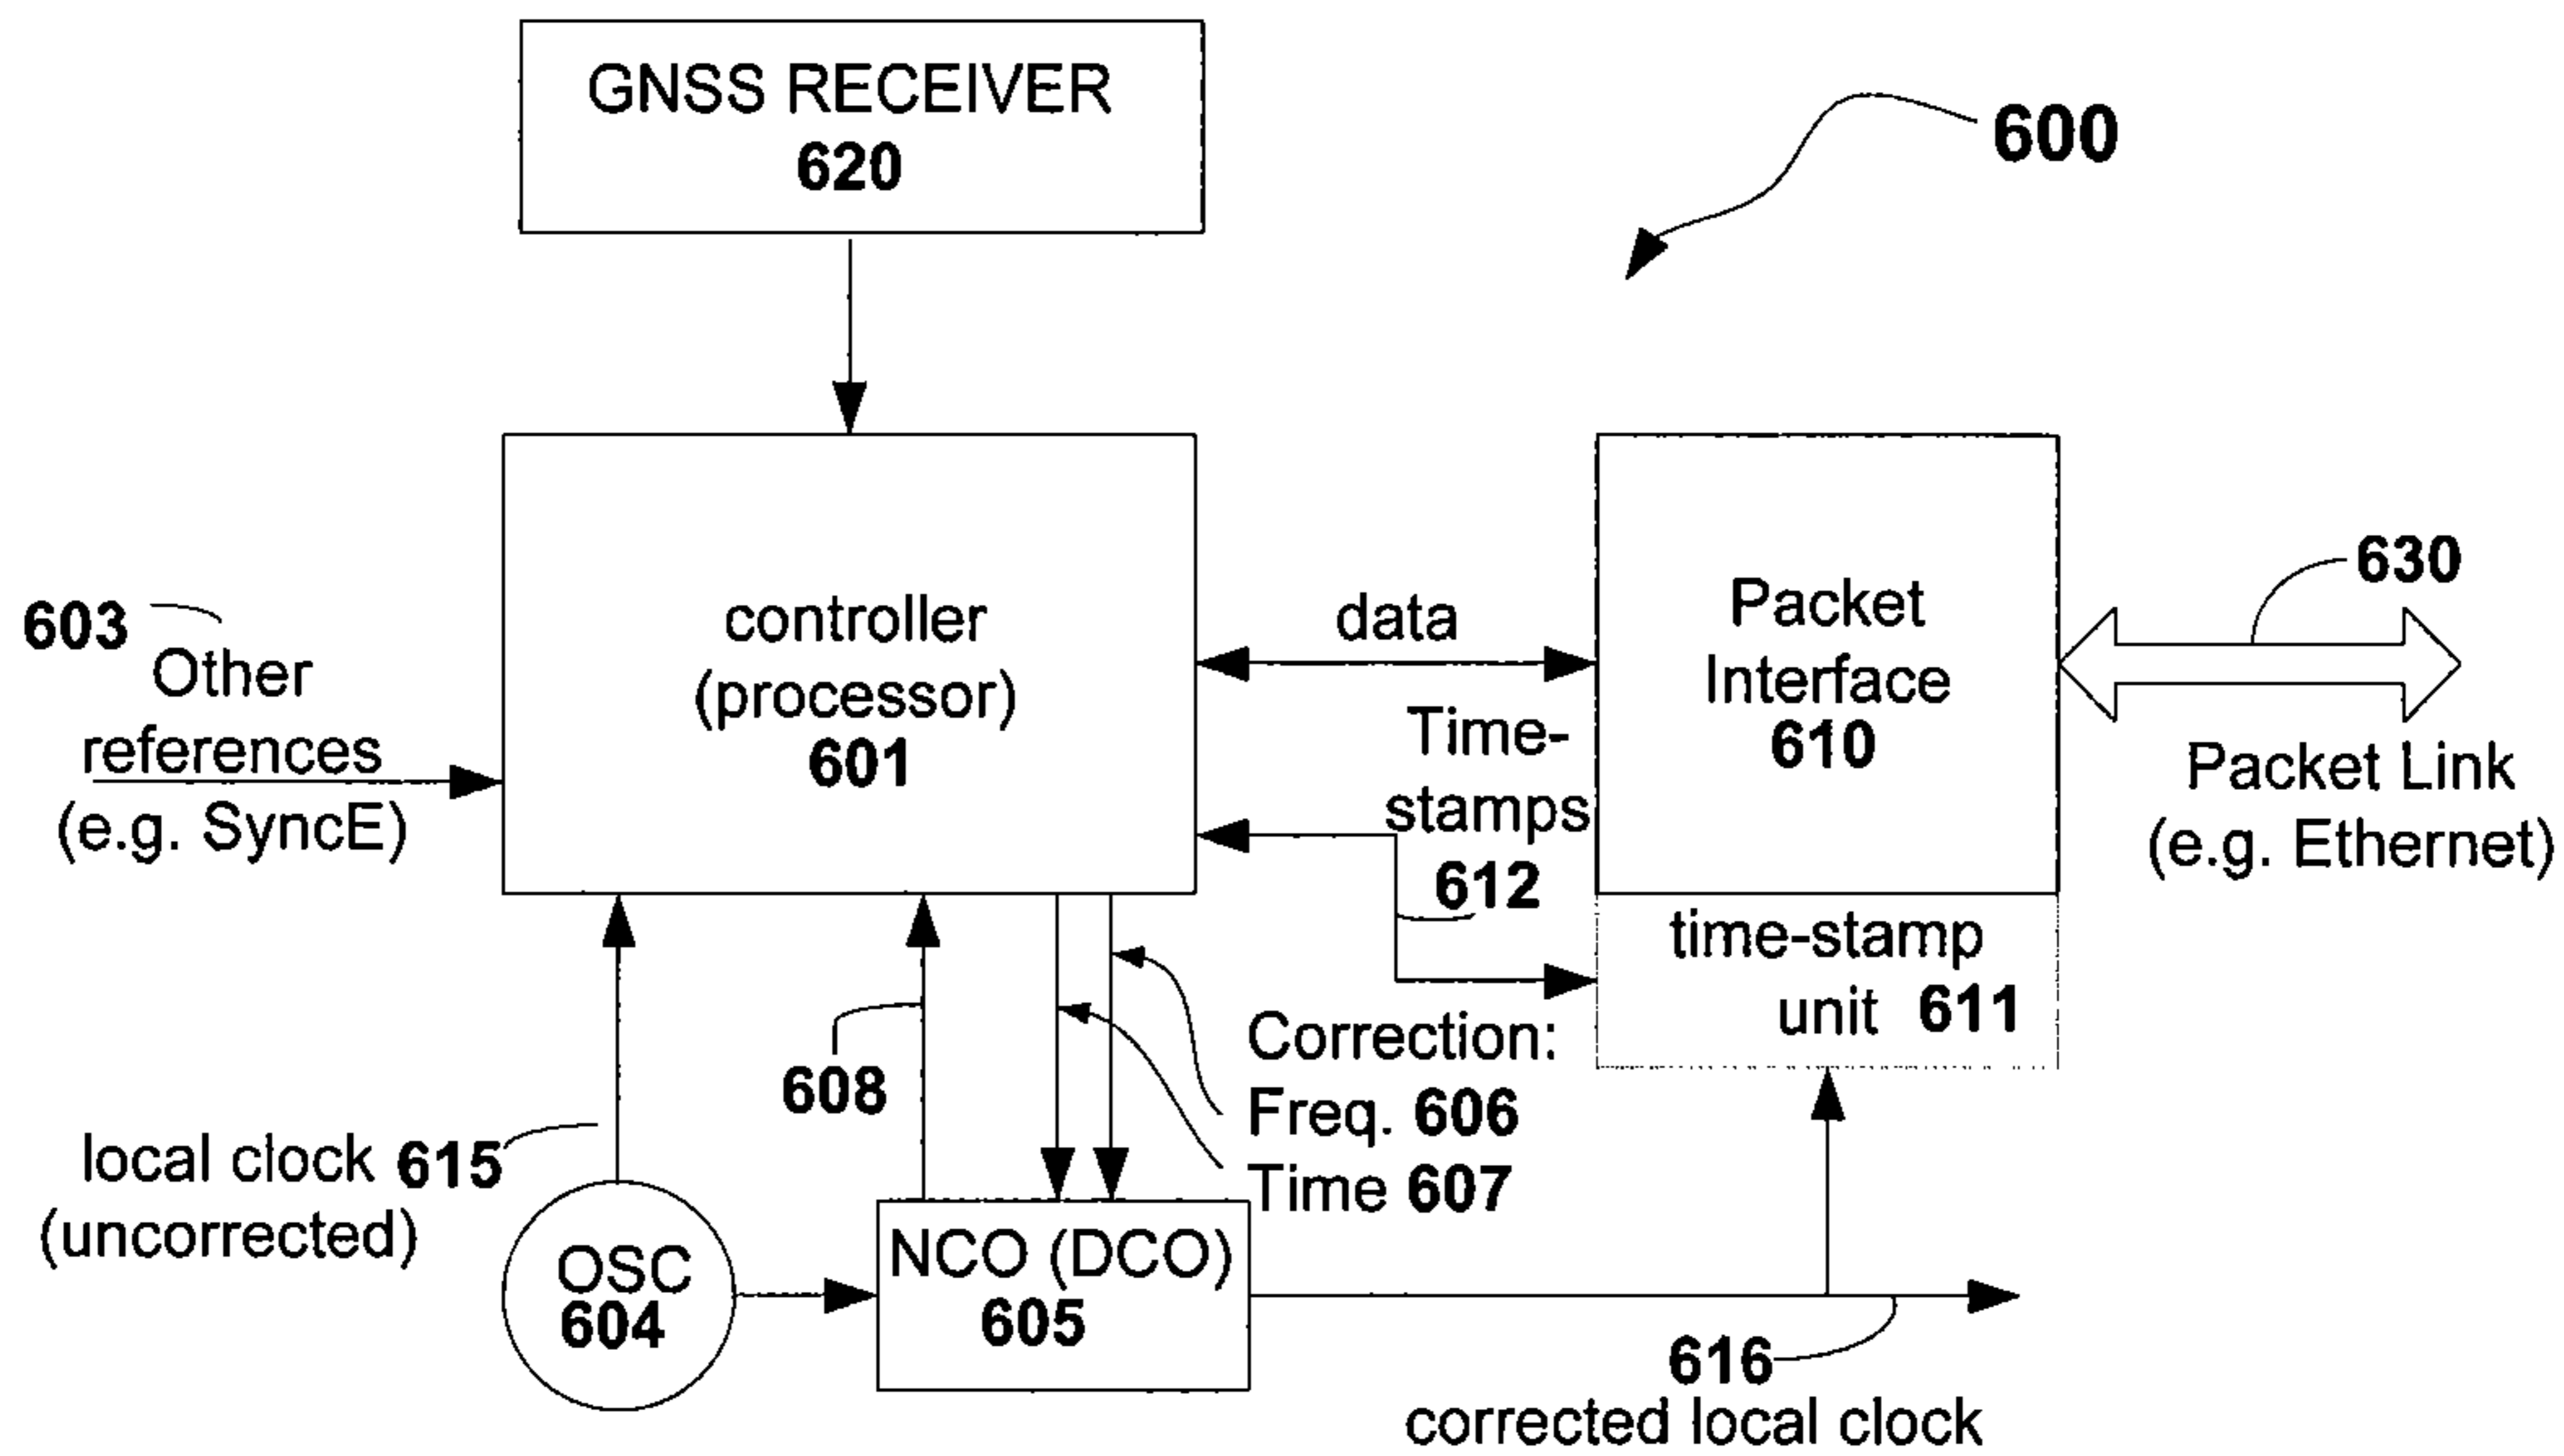 GNSS RECEIVER
620
600
603
Other
references
(e.g. SyncE)
controller
(processor)
601
data
Time-
stamps
612
Packet
Interface
610
630
Packet Link
(e.g. Ethernet)
time-stamp
unit 611
608
Correction:
Freq. 606
Time 607
local clock 615
(uncorrected)
OSC
604
NCO (DCO)
605
616
corrected local clock